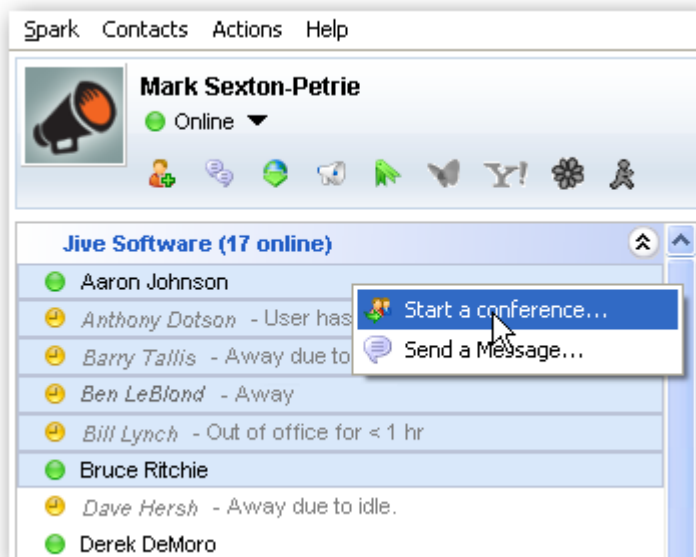 Spark Contacts Actions Help
Mark Sexton-Petrie
Online
Y!
Jive Software (17 online)
Aaron Johnson
Start a conference...
Anthony Dotson - User has
Send a Message...
Barry Tallis - Away due to
Ben LeBlond - Away
Bill Lynch - Out of office for < 1 hr
Bruce Ritchie
Dave Hersh - Away due to idle.
Derek DeMoro